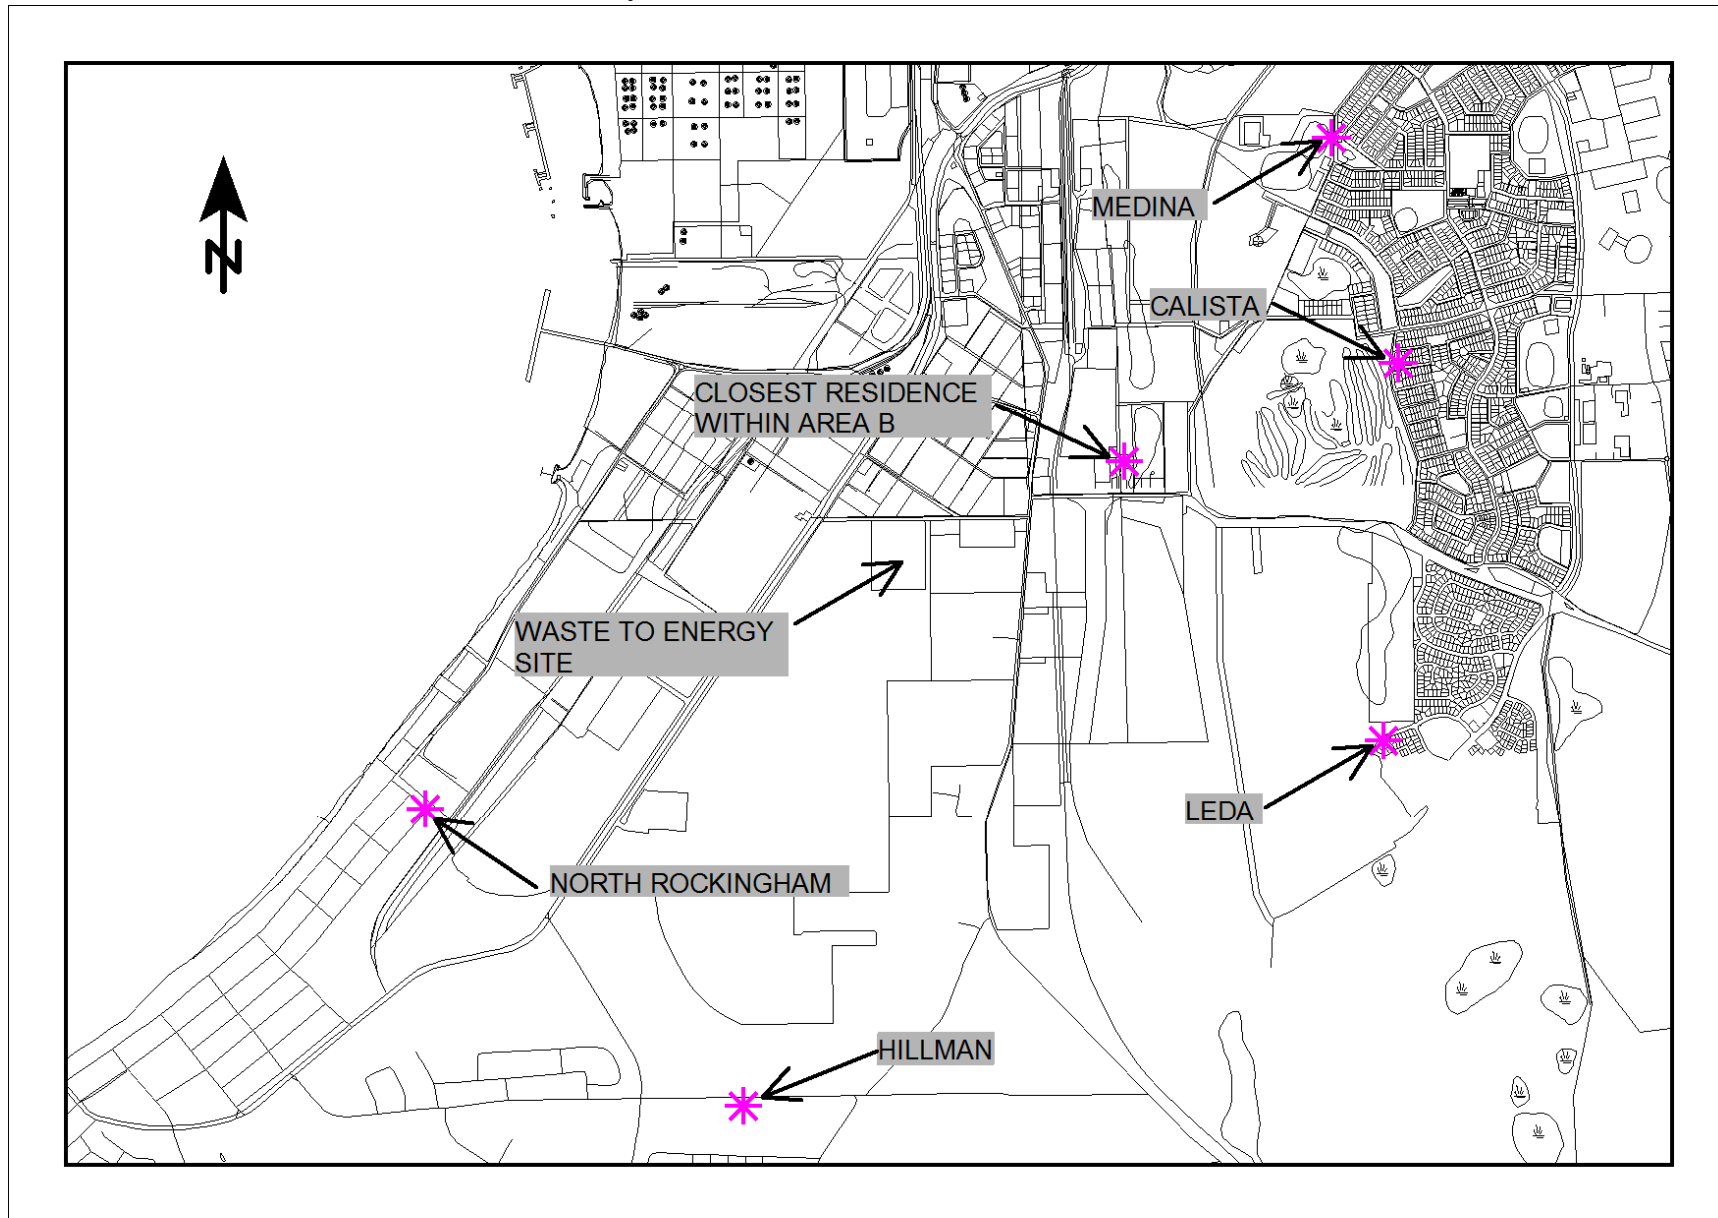 N
MEDINA
CALISTA
CLOSEST RESIDENCE
WITHIN AREA B
WASTE TO ENERGY
SITE
LEDA
NORTH ROCKINGHAM
HILLMAN